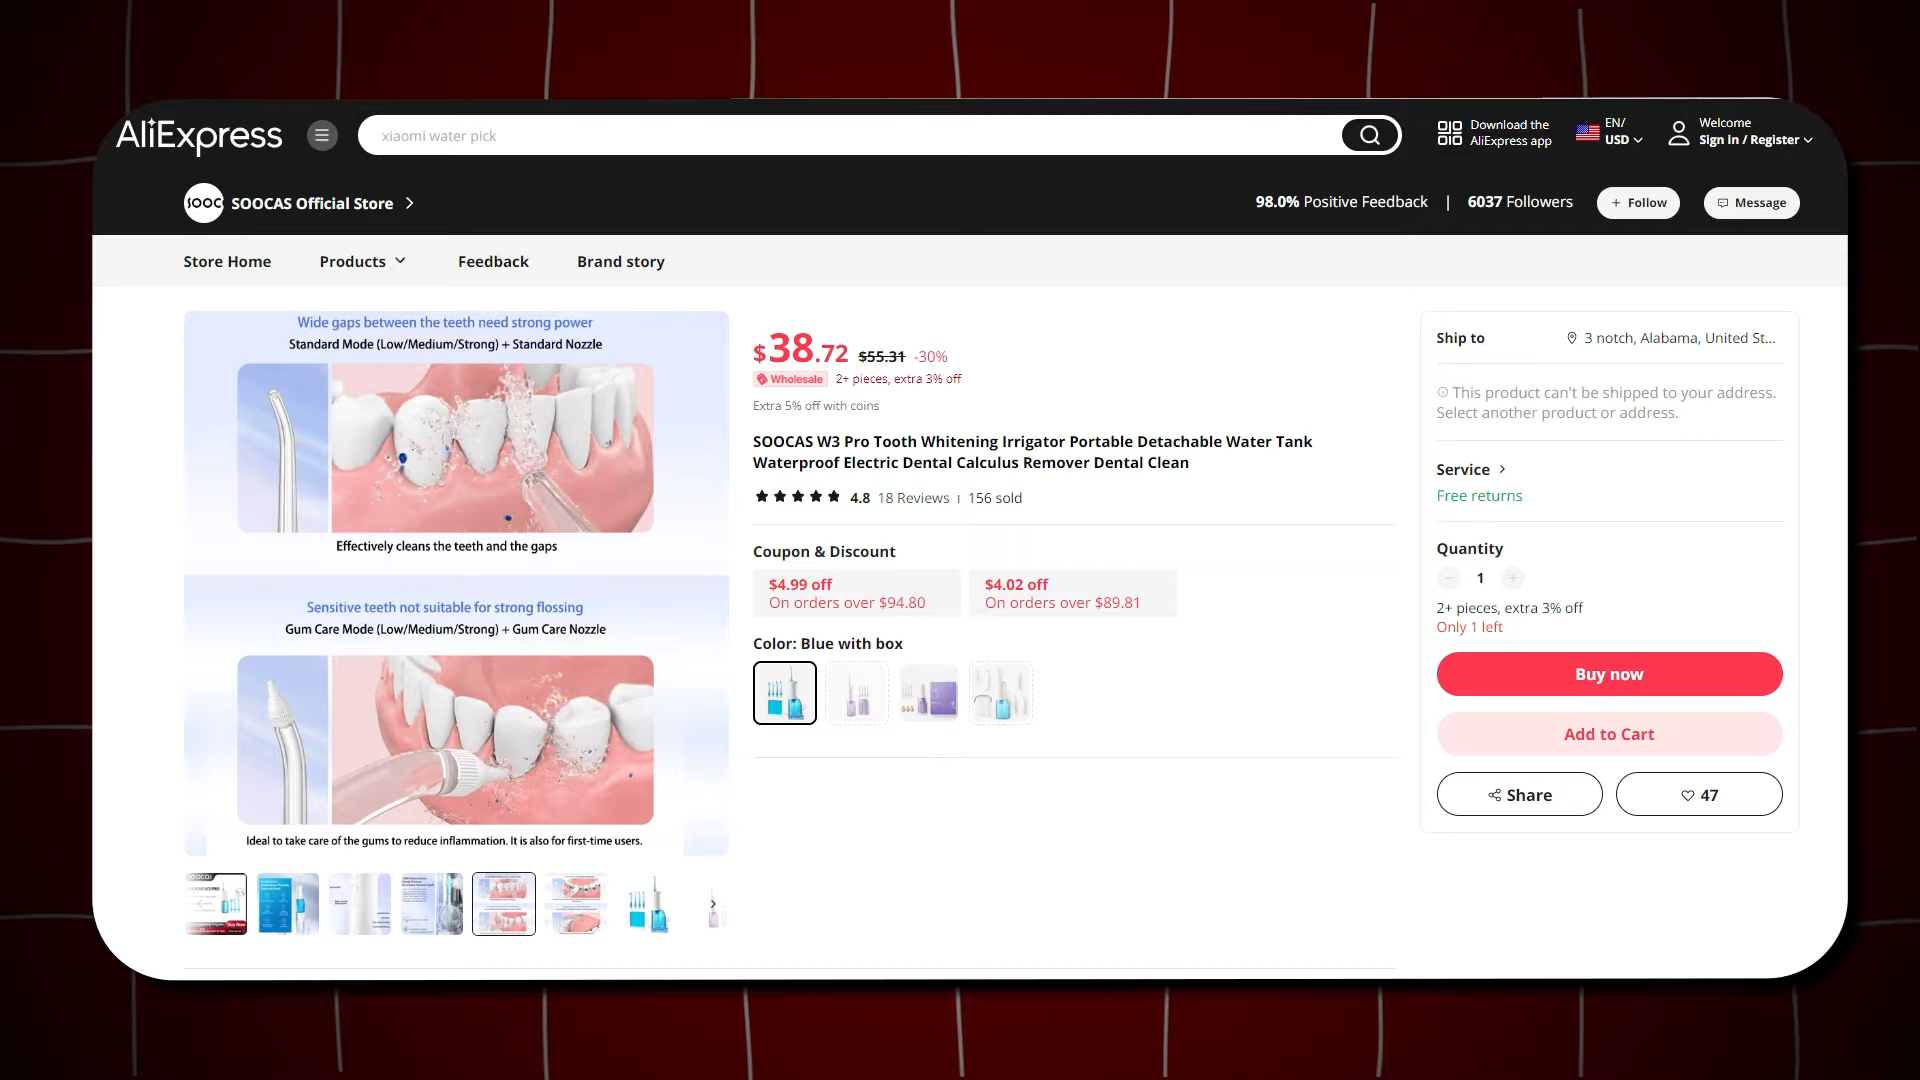 AliExpress
xiaomi water pick
Download the
AliExpress app
EN/
USD
Welcome
Sign in / Register
SOOC
SOOCAS Official Store
98.0% Positive Feedback | 6037 Followers
+ Follow
Message
Store Home
Products
Feedback
Brand story
Wide gaps between the teeth need strong power
Standard Mode (Low/Medium/Strong) + Standard Nozzle
Effectively cleans the teeth and the gaps
Sensitive teeth not suitable for strong flossing
Gum Care Mode (Low/Medium/Strong) + Gum Care Nozzle
Ideal to take care of the gums to reduce inflammation. It is also for first-time users.
$38.72 $55.31 -30%
Wholesale 2+ pieces, extra 3% off
Extra 5% off with coins
SOOCAS W3 Pro Tooth Whitening Irrigator Portable Detachable Water Tank
Waterproof Electric Dental Calculus Remover Dental Clean
4.8 18 Reviews | 156 sold
Coupon & Discount
$4.99 off
On orders over $94.80
$4.02 off
On orders over $89.81
Color: Blue with box
Ship to
3 notch, Alabama, United St...
This product can't be shipped to your address.
Select another product or address.
Service
Free returns
Quantity
- 1 +
2+ pieces, extra 3% off
Only 1 left
Buy now
Add to Cart
Share
47